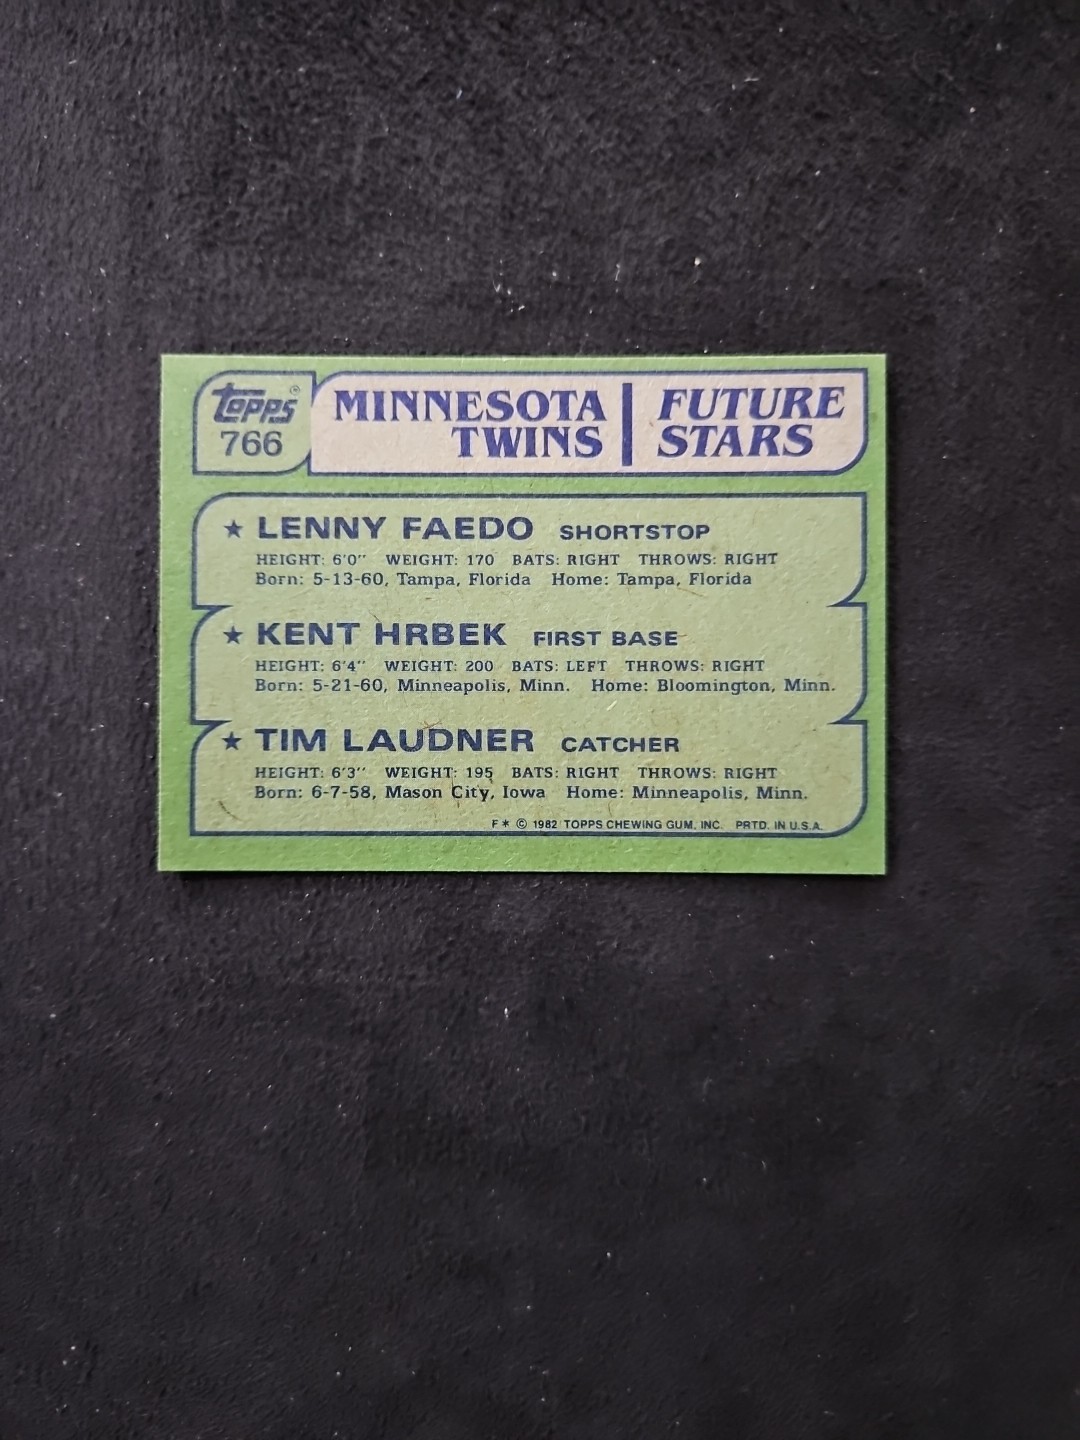 Topps®
766
MINNESOTA TWINS
FUTURE STARS
★ LENNY FAEDO SHORTSTOP
HEIGHT: 6'0" WEIGHT: 170 BATS: RIGHT THROWS: RIGHT
Born: 5-13-60, Tampa, Florida Home: Tampa, Florida
★ KENT HRBEK FIRST BASE
HEIGHT: 6'4" WEIGHT: 200 BATS: LEFT THROWS: RIGHT
Born: 5-21-60, Minneapolis, Minn. Home: Bloomington, Minn.
★ TIM LAUDNER CATCHER
HEIGHT: 6'3" WEIGHT: 195 BATS: RIGHT THROWS: RIGHT
Born: 6-7-58, Mason City, Iowa Home: Minneapolis, Minn.
F* © 1982 TOPPS CHEWING GUM, INC. PRTD. IN U.S.A.